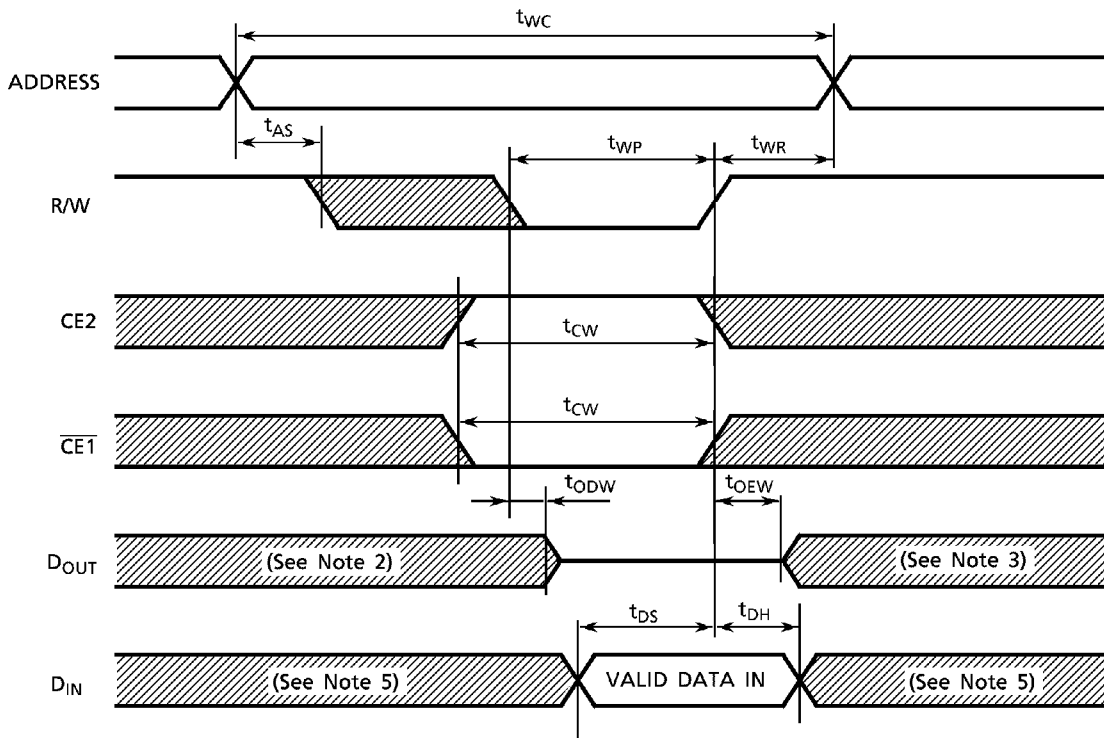 tWC
ADDRESS
tAS
tWP
tWR
R/W
CE2
tCW
tCW
CE1
tODW
tOEW
DOUT
(See Note 2)
(See Note 3)
tDS
tDH
DIN
(See Note 5)
VALID DATA IN
(See Note 5)